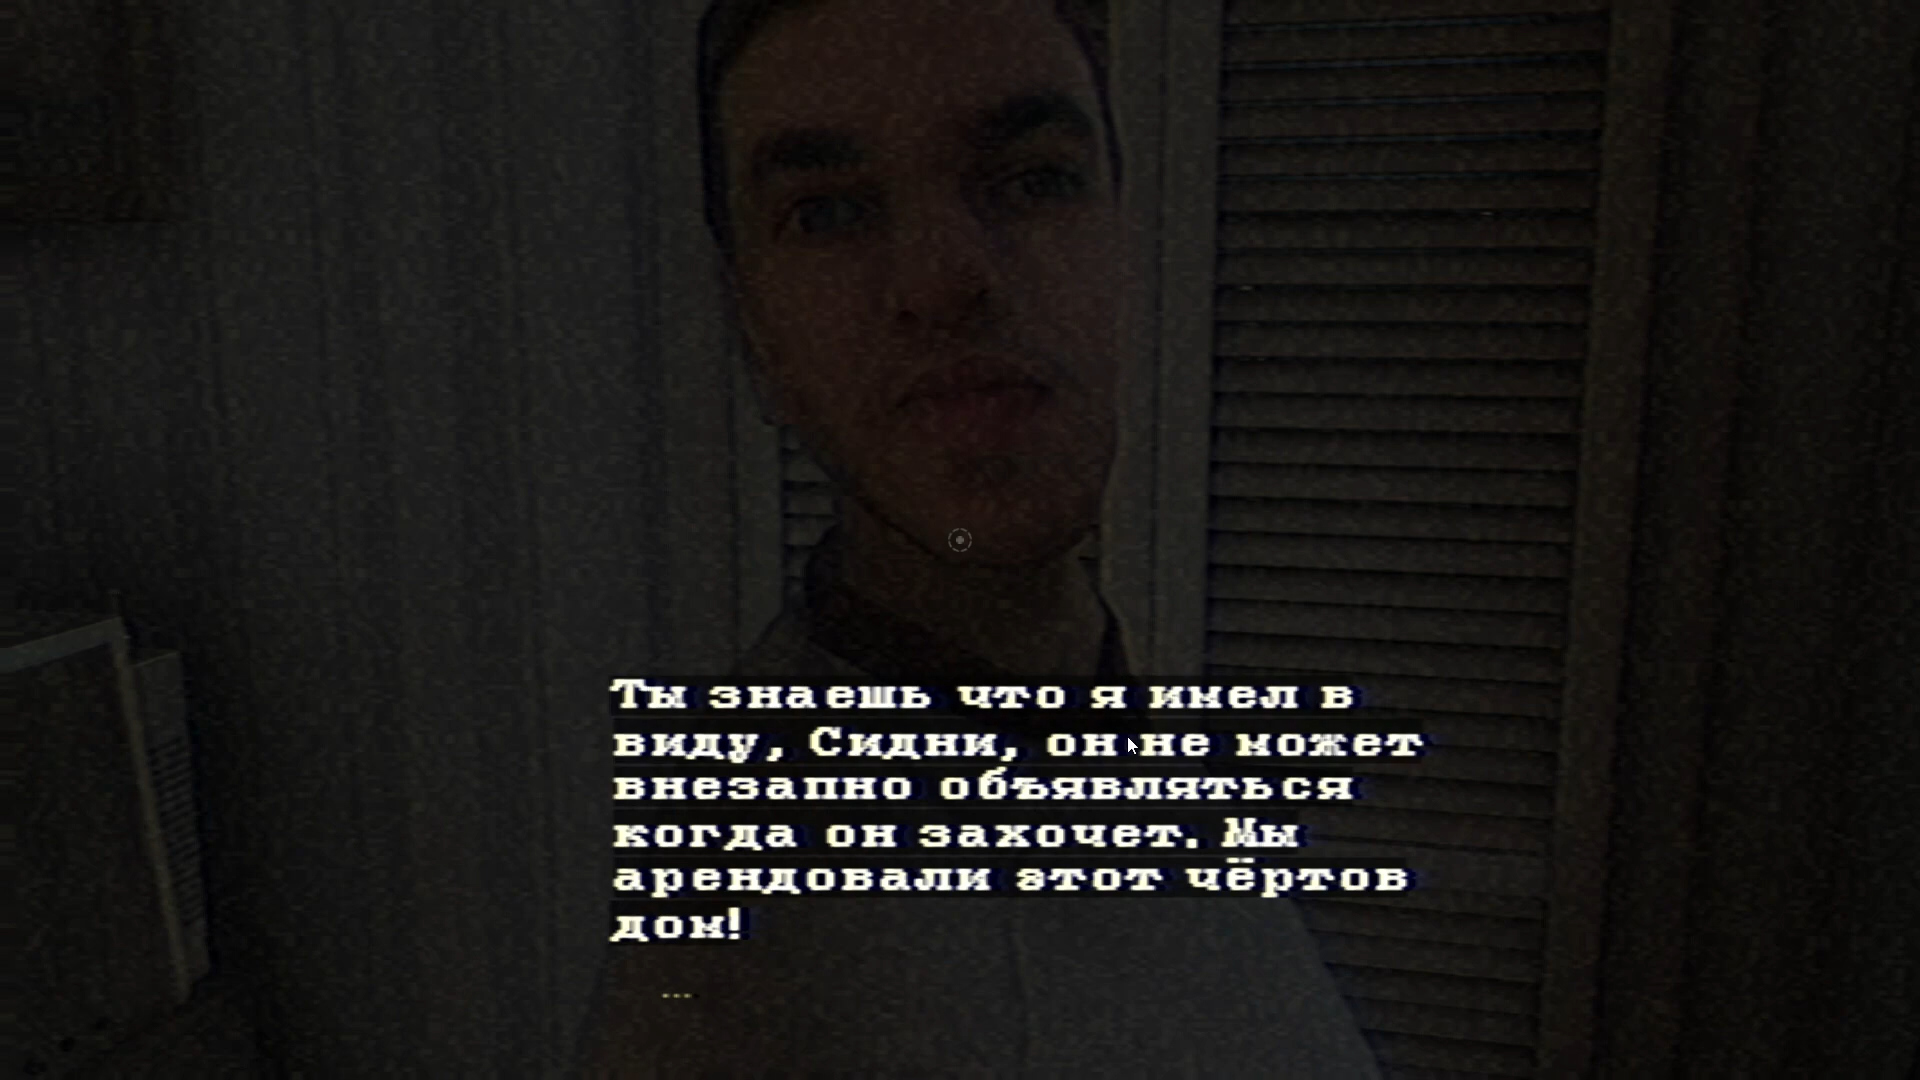 Ты знаешь что я имел в
виду, Сидни, он не может
внезапно объявляться
когда он захочет. Мы
арендовали этот чёртов
дом!
...